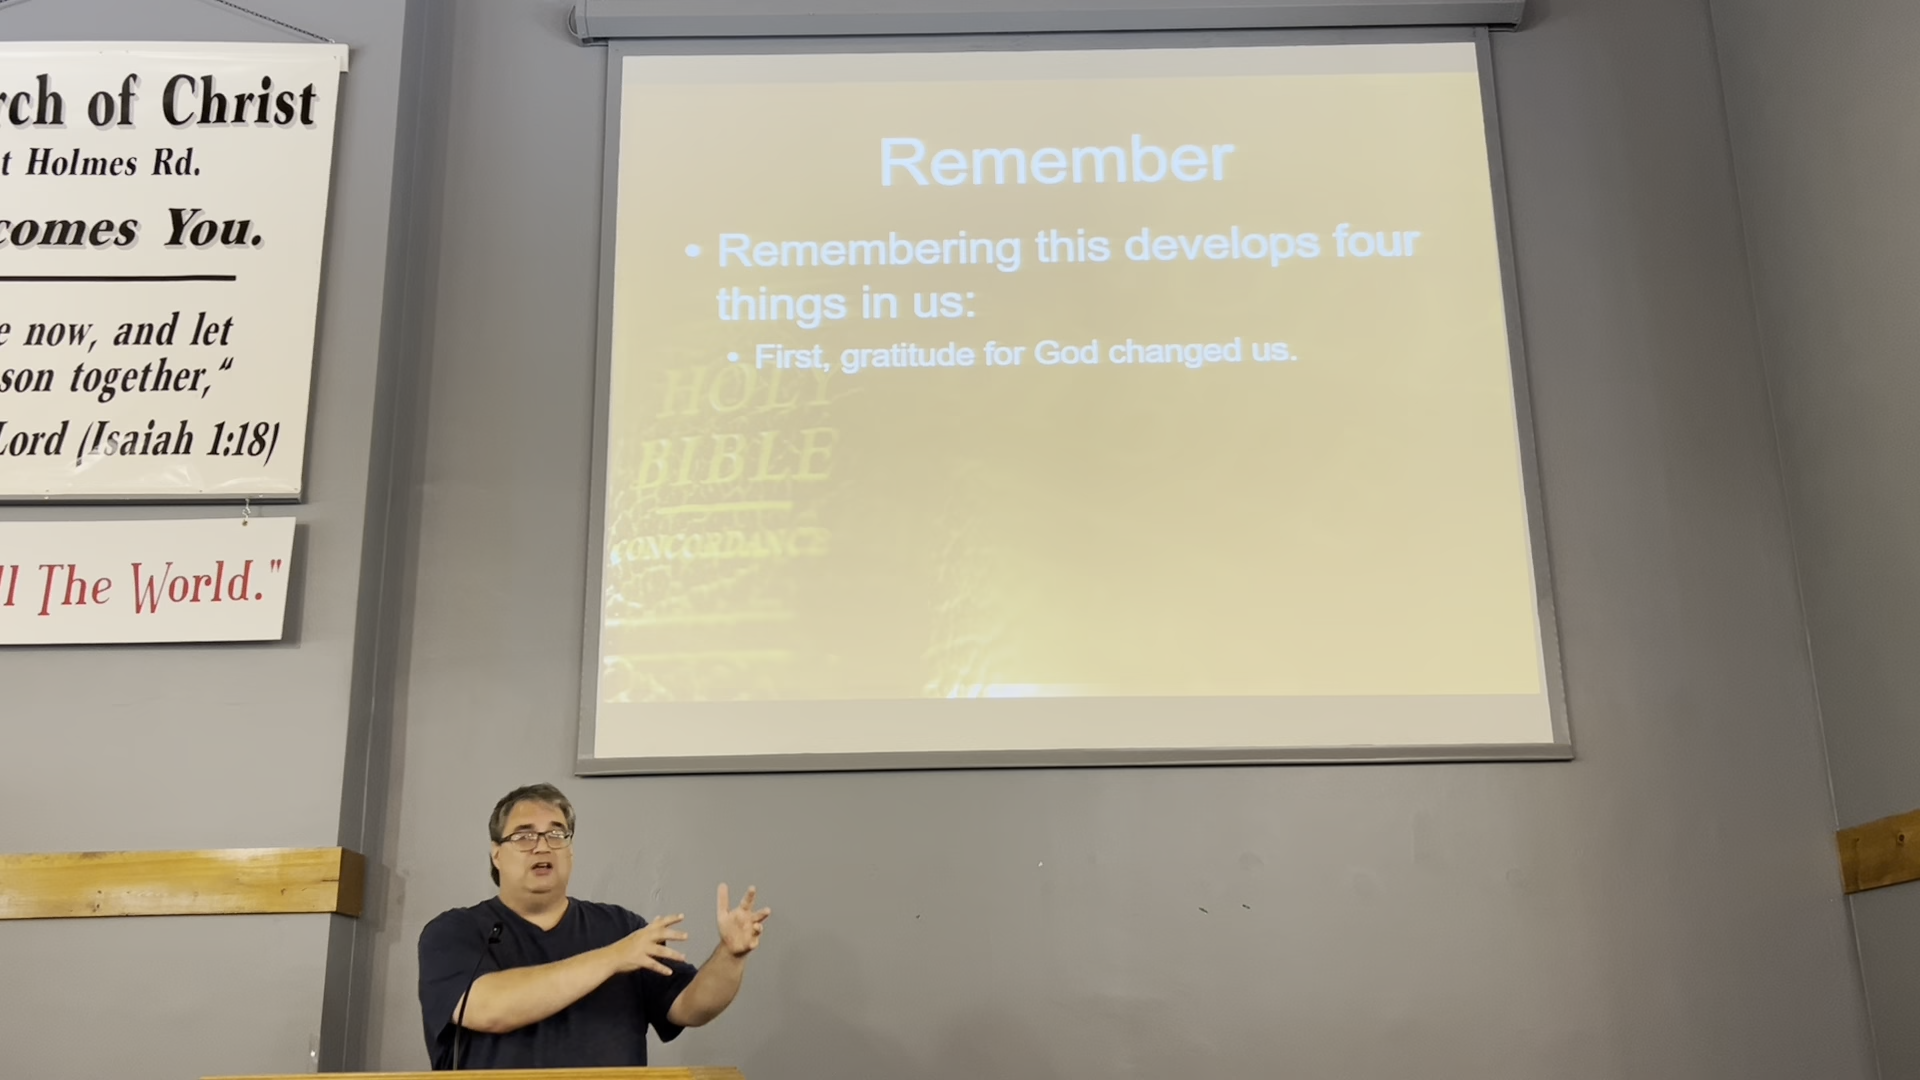 rch of Christ
t Holmes Rd.
comes You.
e now, and let
son together,“
Lord (Isaiah 1:18)
ll The World."
Remember
• Remembering this develops four
things in us:
• First, gratitude for God changed us.
HOLY
BIBLE
CONCORDANCE